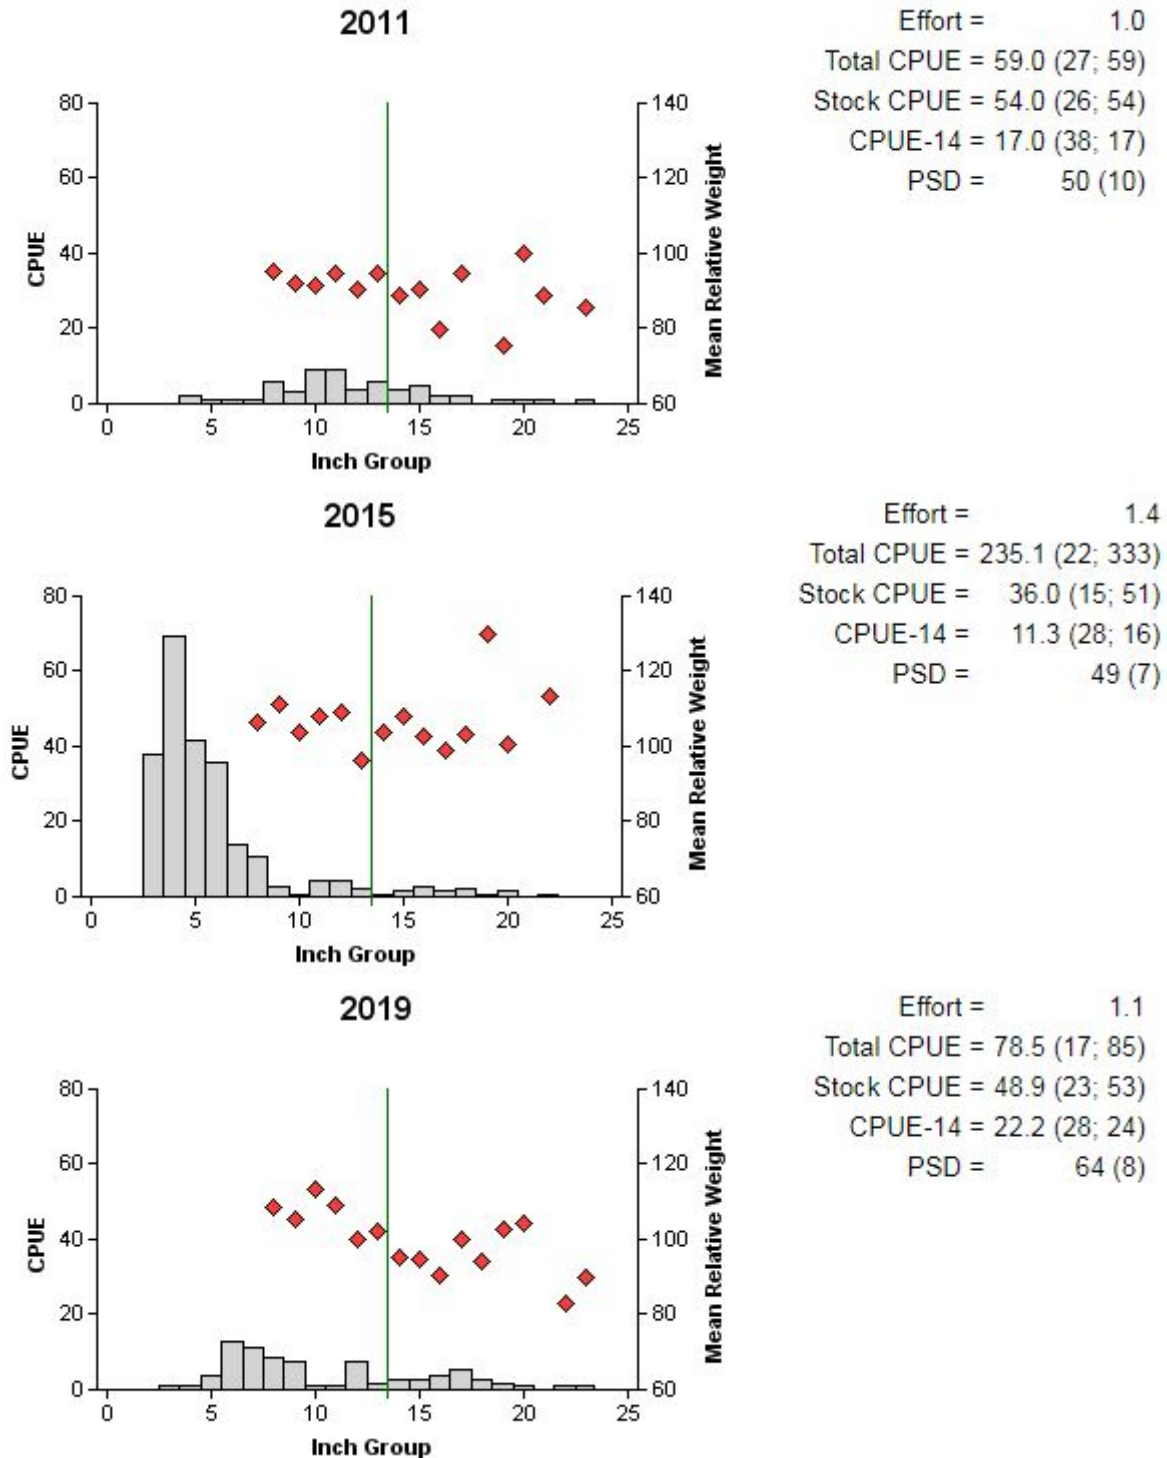 2011
Effort = 1.0
Total CPUE = 59.0 (27; 59)
Stock CPUE = 54.0 (26; 54)
CPUE-14 = 17.0 (38; 17)
PSD = 50 (10)
80
60
40
20
0
CPUE
140
120
100
80
60
Mean Relative Weight
0 5 10 15 20 25
Inch Group
2015
Effort = 1.4
Total CPUE = 235.1 (22; 333)
Stock CPUE = 36.0 (15; 51)
CPUE-14 = 11.3 (28; 16)
PSD = 49 (7)
80
60
40
20
0
CPUE
140
120
100
80
60
Mean Relative Weight
0 5 10 15 20 25
Inch Group
2019
Effort = 1.1
Total CPUE = 78.5 (17; 85)
Stock CPUE = 48.9 (23; 53)
CPUE-14 = 22.2 (28; 24)
PSD = 64 (8)
80
60
40
20
0
CPUE
140
120
100
80
60
Mean Relative Weight
0 5 10 15 20 25
Inch Group